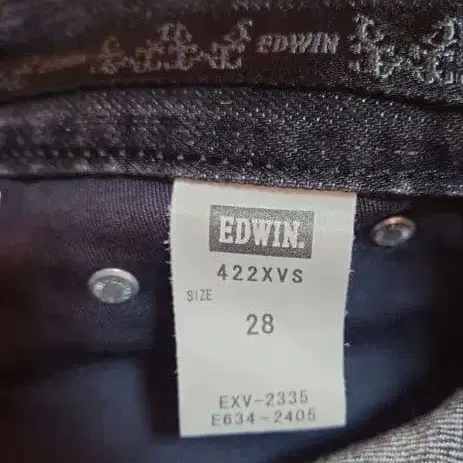 EDWIN
EDWIN.
422XVS
SIZE
28
EXV-2335
E634-2405